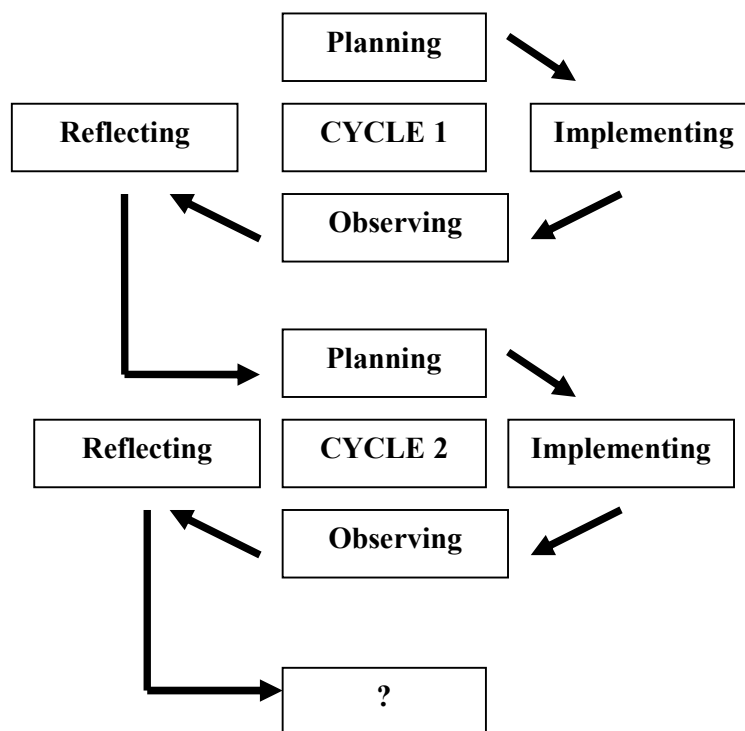 Planning
Reflecting
CYCLE 1
Implementing
Observing
Planning
Reflecting
CYCLE 2
Implementing
Observing
?